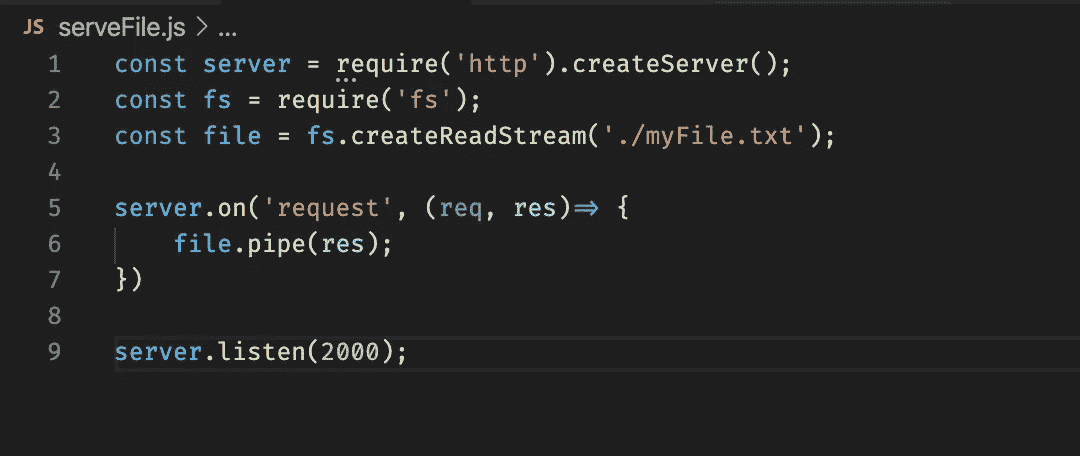 JS serveFile.js > ...
1 const server = require('http').createServer();
2 const fs = require('fs');
3 const file = fs.createReadStream('./myFile.txt');
4
5 server.on('request', (req, res)=> {
6     file.pipe(res);
7 })
8
9 server.listen(2000);